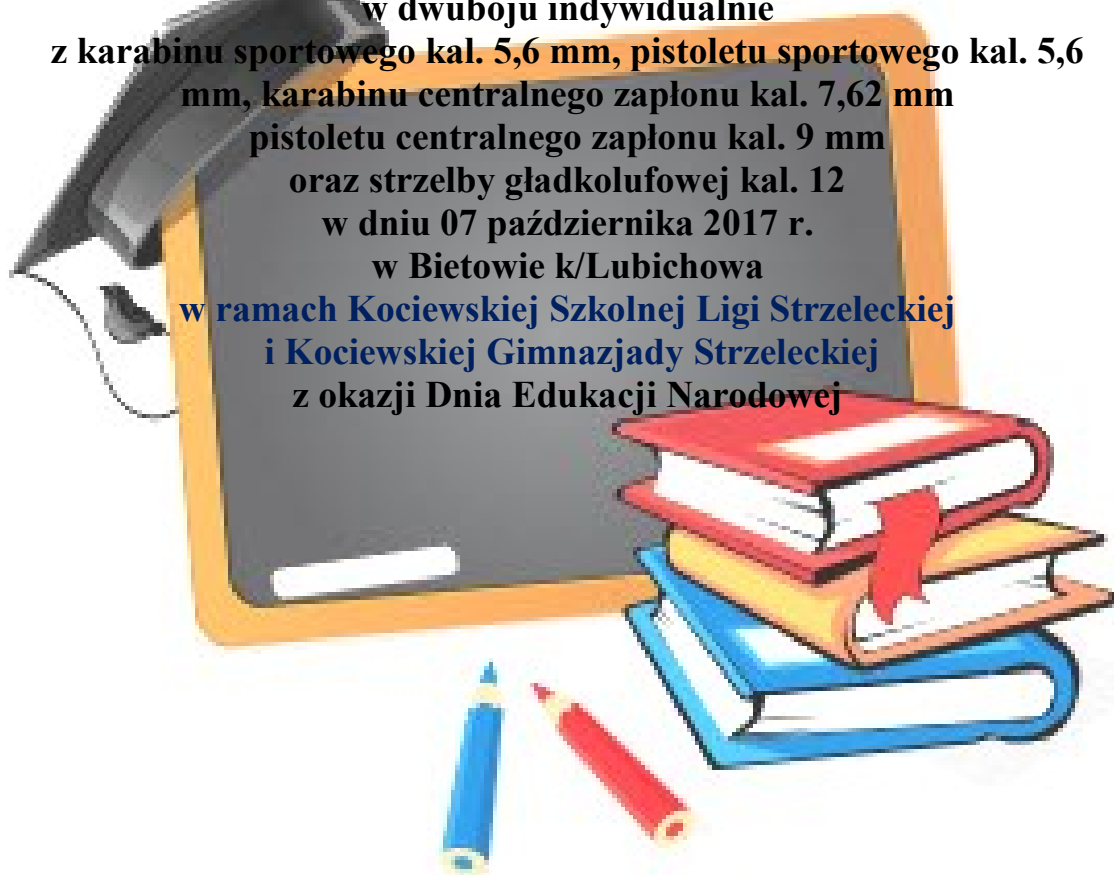 w dwuboju indywidualnie
z karabinu sportowego kal. 5,6 mm, pistoletu sportowego kal. 5,6
mm, karabinu centralnego zapłonu kal. 7,62 mm
pistoletu centralnego zapłonu kal. 9 mm
oraz strzelby gładkolufowej kal. 12
w dniu 07 października 2017 r.
w Bietowie k/Lubichowa
w ramach Kociewskiej Szkolnej Ligi Strzeleckiej
i Kociewskiej Gimnazjady Strzeleckiej
z okazji Dnia Edukacji Narodowej